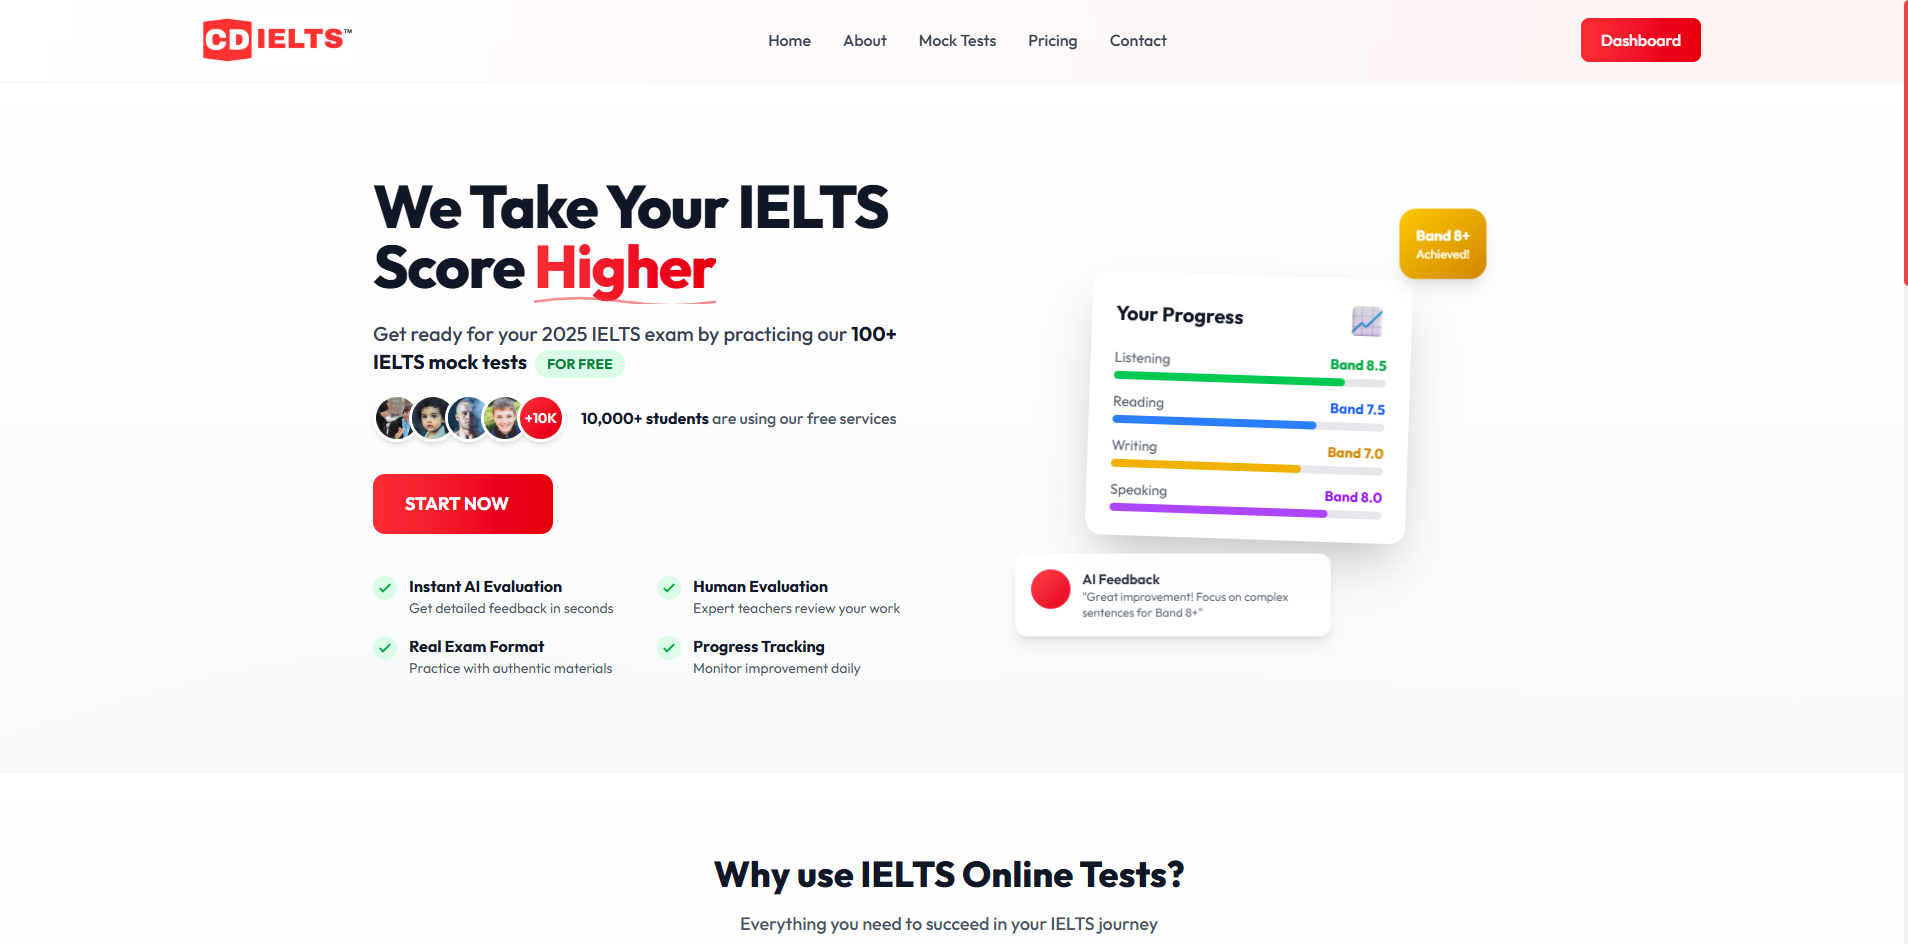 CD IELTS™
Home
About
Mock Tests
Pricing
Contact
Dashboard
We Take Your IELTS
Score Higher
Get ready for your 2025 IELTS exam by practicing our 100+
IELTS mock tests FOR FREE
+10K
10,000+ students are using our free services
START NOW
Instant AI Evaluation
Get detailed feedback in seconds
Human Evaluation
Expert teachers review your work
Real Exam Format
Practice with authentic materials
Progress Tracking
Monitor improvement daily
Band 8+
Achieved!
Your Progress
Listening Band 8.5
Reading Band 7.5
Writing Band 7.0
Speaking Band 8.0
AI Feedback
"Great improvement! Focus on complex
sentences for Band 8+"
Why use IELTS Online Tests?
Everything you need to succeed in your IELTS journey